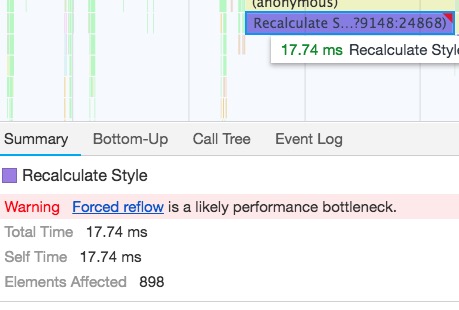 (anonymous)
Recalculate S...?9148:24868)
17.74 ms Recalculate Style
Summary Bottom-Up Call Tree Event Log
Recalculate Style
Warning Forced reflow is a likely performance bottleneck.
Total Time 17.74 ms
Self Time 17.74 ms
Elements Affected 898